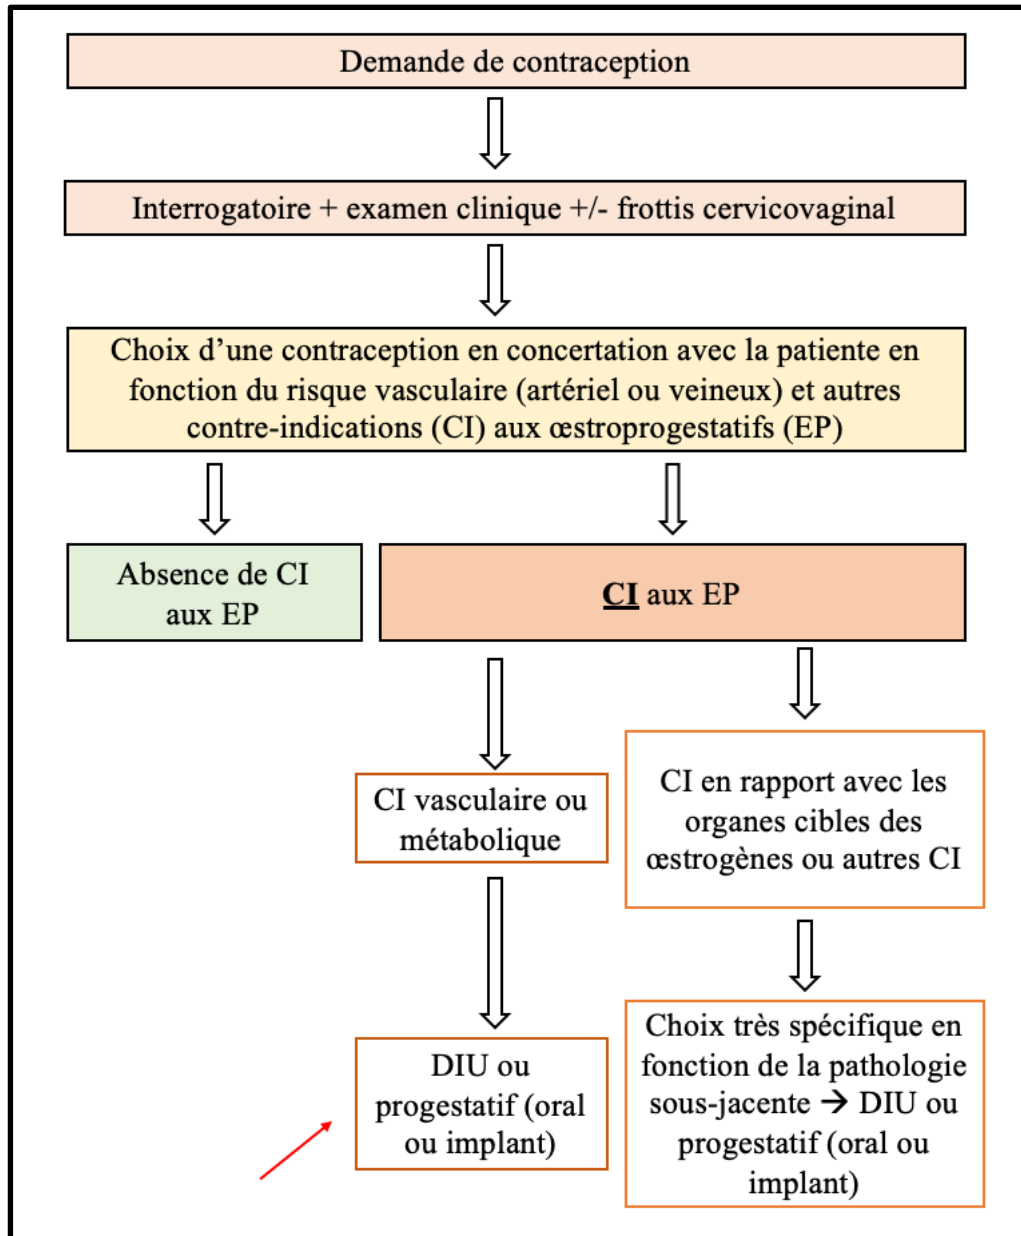 Demande de contraception
Interrogatoire + examen clinique +/- frottis cervicovaginal
Choix d’une contraception en concertation avec la patiente en
fonction du risque vasculaire (artériel ou veineux) et autres
contre-indications (CI) aux œstroprogestatifs (EP)
Absence de CI
aux EP
CI aux EP
CI vasculaire ou
métabolique
CI en rapport avec les
organes cibles des
œstrogènes ou autres CI
DIU ou
progestatif (oral
ou implant)
Choix très spécifique en
fonction de la pathologie
sous-jacente → DIU ou
progestatif (oral ou
implant)